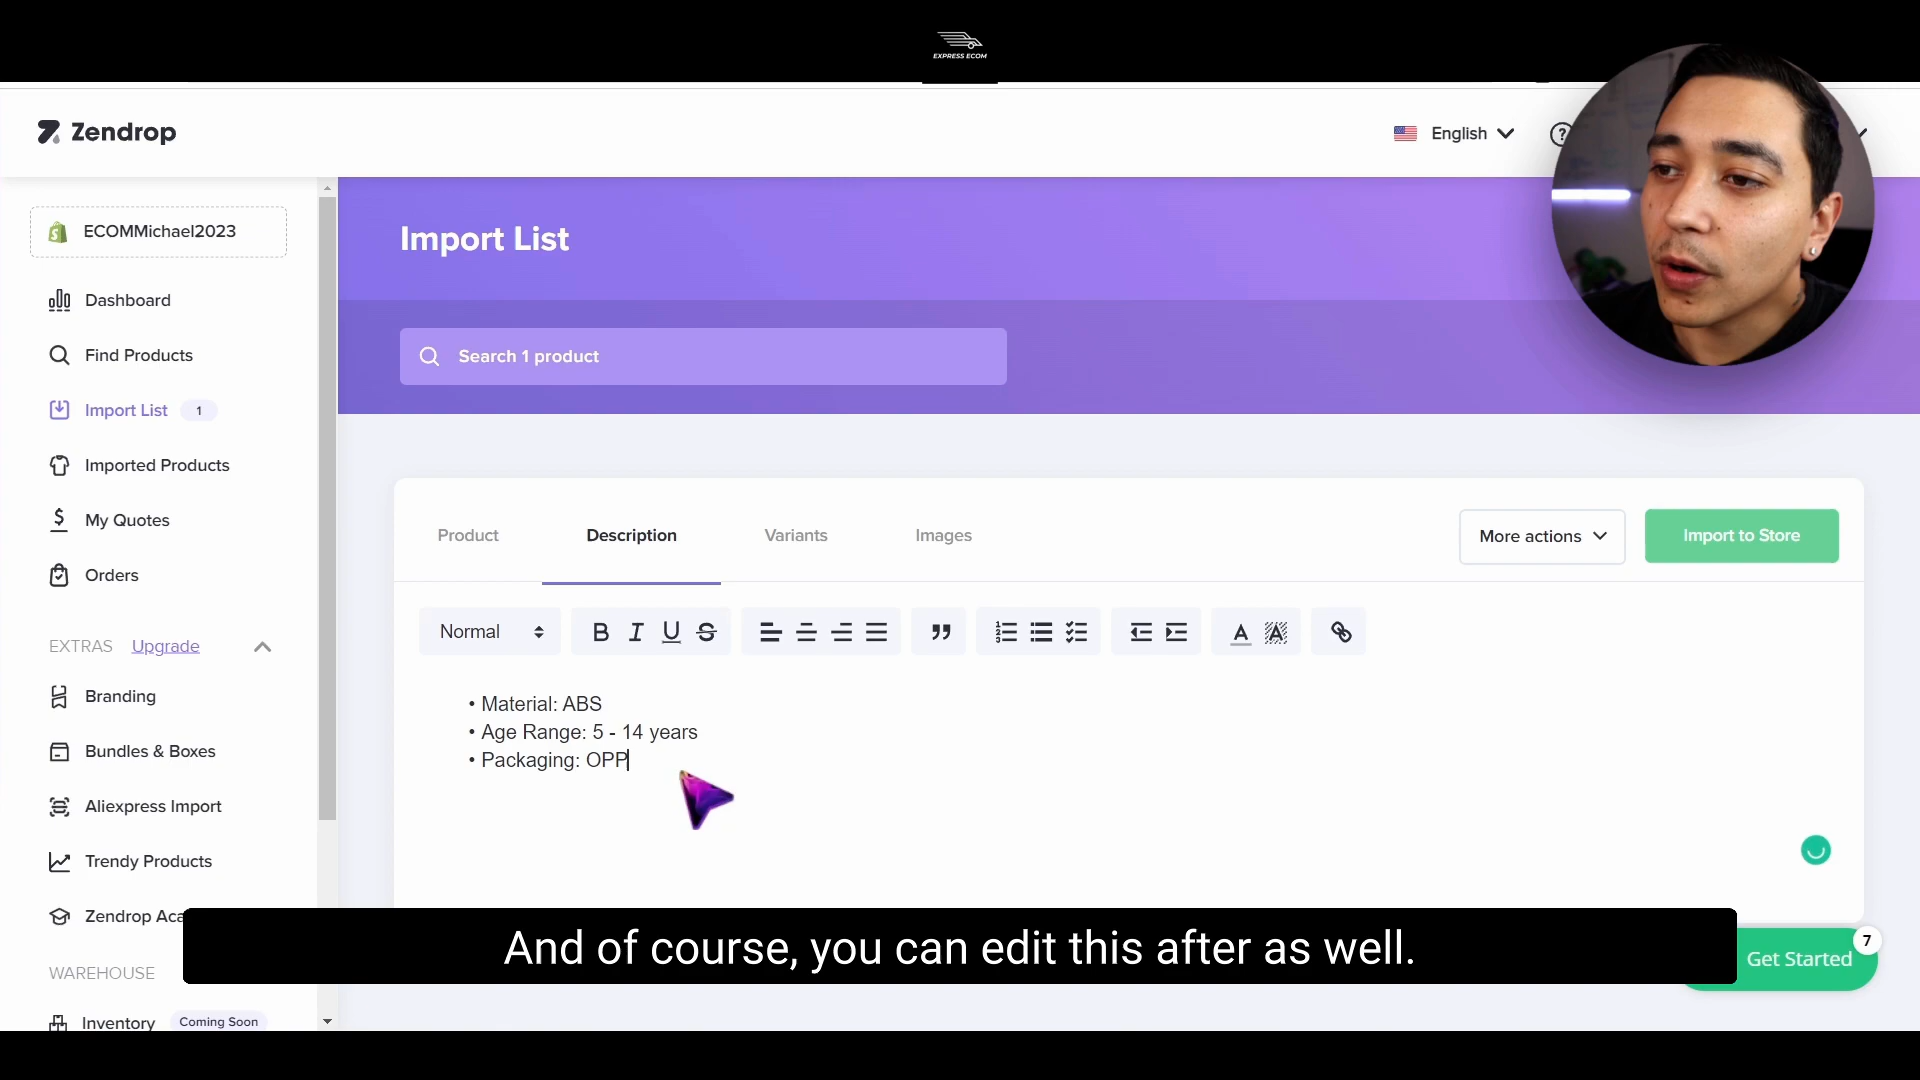 EXPRESS ECOM
Zendrop
English
ECOMMichael2023
Dashboard
Find Products
Import List 1
Imported Products
My Quotes
Orders
EXTRAS Upgrade
Branding
Bundles & Boxes
Aliexpress Import
Trendy Products
Zendrop Aca
WAREHOUSE
Inventory Coming Soon
Import List
Search 1 product
Product Description Variants Images
More actions Import to Store
Normal
• Material: ABS
• Age Range: 5 - 14 years
• Packaging: OPP
And of course, you can edit this after as well.
Get Started 7